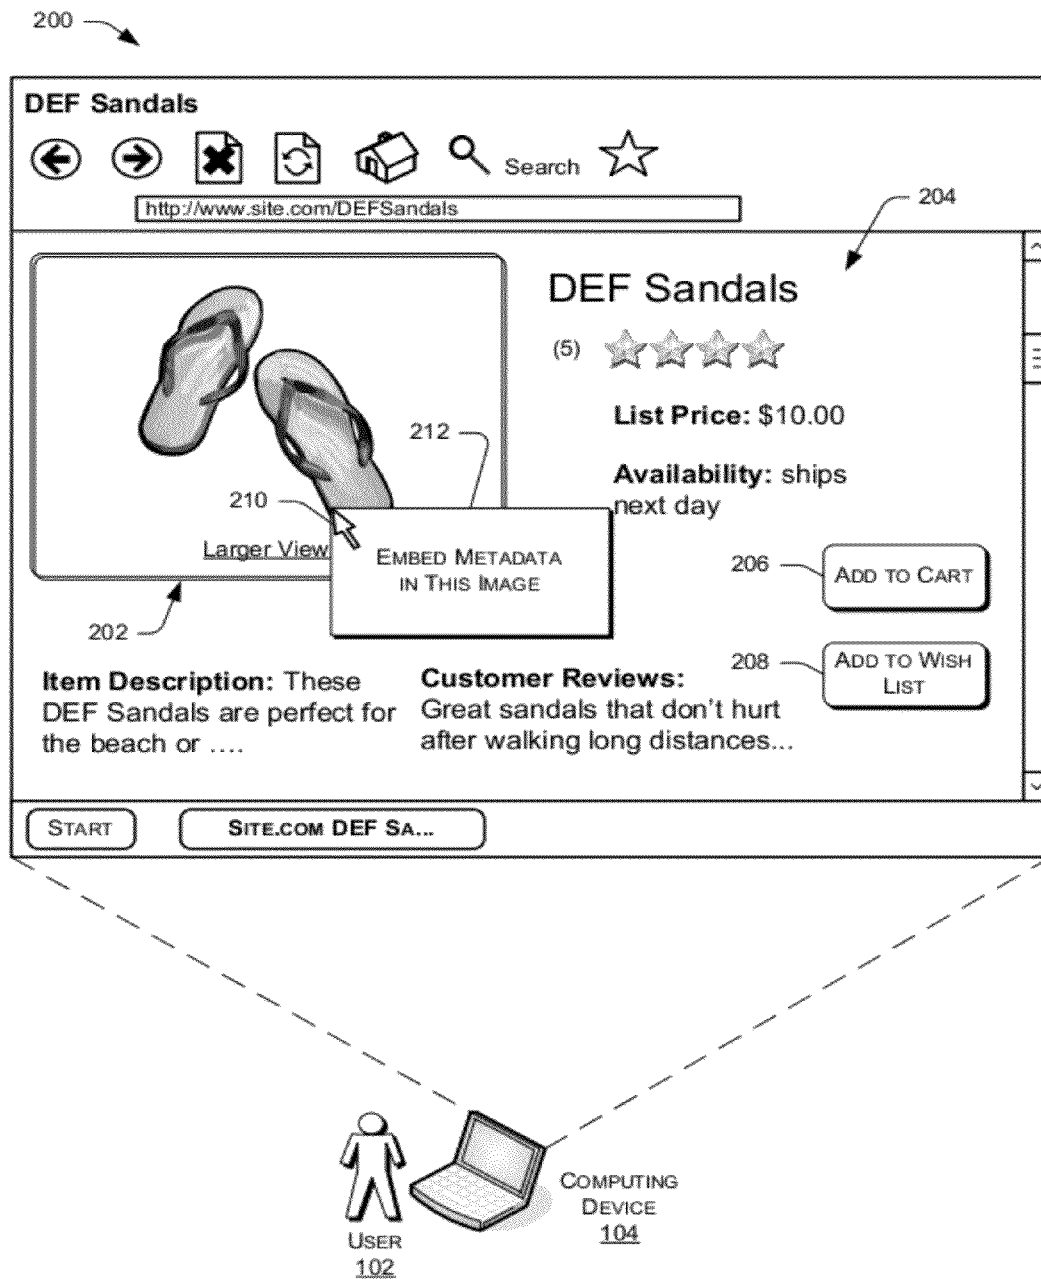 200
DEF Sandals
Search
http://www.site.com/DEFSandals
204
DEF Sandals
(5)
List Price: $10.00
212
Availability: ships
next day
210
Larger View
EMBED METADATA
IN THIS IMAGE
206
ADD TO CART
202
208
ADD TO WISH
LIST
Item Description: These
DEF Sandals are perfect for
the beach or ....
Customer Reviews:
Great sandals that don't hurt
after walking long distances...
START
SITE.COM DEF SA...
COMPUTING
DEVICE
104
USER
102